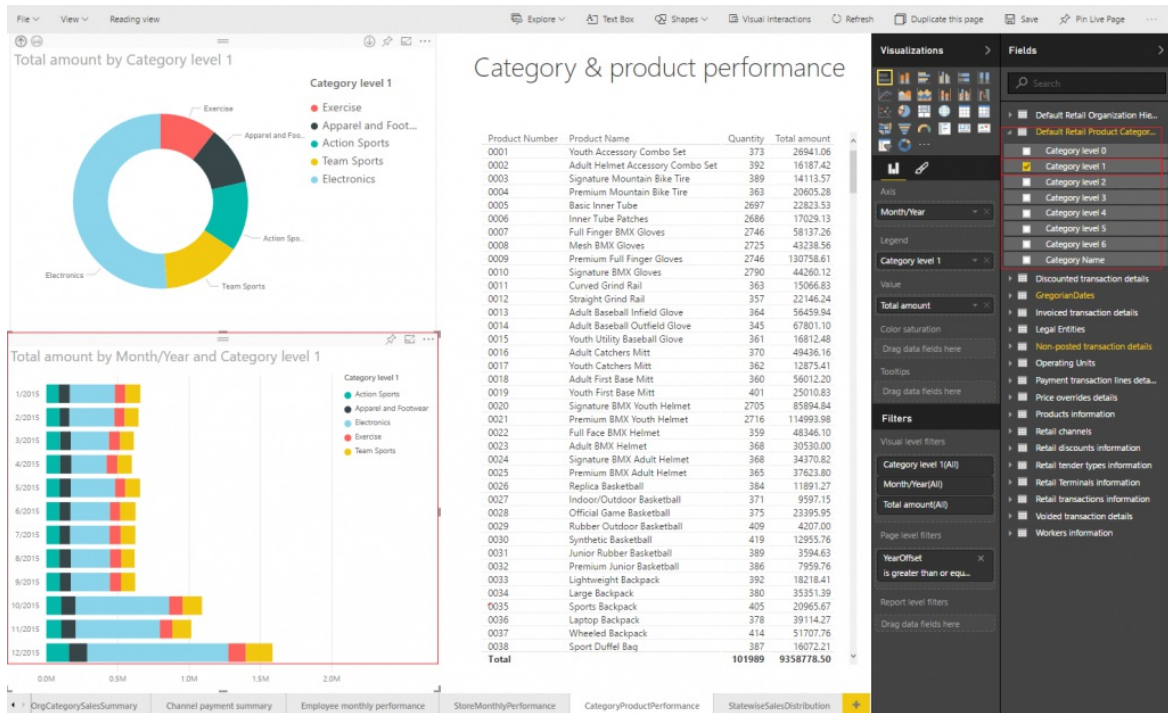 File View Reading view Explore Text Box Shapes Visual Interactions Refresh Duplicate this page Save Pin Live Page ...
Total amount by Category level 1
Category level 1
Exercise
Apparel and Footwear
Action Sports
Team Sports
Electronics
Exercise
Apparel and Foo...
Action Spo...
Team Sports
Electronics
Total amount by Month/Year and Category level 1
Category level 1
Action Sports
Apparel and Footwear
Electronics
Exercise
Team Sports
1/2015
2/2015
3/2015
4/2015
5/2015
6/2015
7/2015
8/2015
9/2015
10/2015
11/2015
12/2015
0.0M 0.5M 1.0M 1.5M 2.0M
Category & product performance
Product Number Product Name Quantity Total amount
0001 Youth Accessory Combo Set 373 26941.06
0002 Adult Helmet Accessory Combo Set 392 16187.42
0003 Signature Mountain Bike Tire 389 14113.57
0004 Premium Mountain Bike Tire 363 20605.28
0005 Basic Inner Tube 2697 22823.53
0006 Inner Tube Patches 2686 17029.13
0007 Full Finger BMX Gloves 2746 58137.26
0008 Mesh BMX Gloves 2725 43238.56
0009 Premium Full Finger Gloves 2746 130758.61
0010 Signature BMX Gloves 2790 44260.12
0011 Curved Grind Rail 363 15066.83
0012 Straight Grind Rail 357 22146.24
0013 Adult Baseball Infield Glove 364 56459.94
0014 Adult Baseball Outfield Glove 345 67801.10
0015 Youth Utility Baseball Glove 361 16812.48
0016 Adult Catchers Mitt 370 49436.16
0017 Youth Catchers Mitt 362 12875.41
0018 Adult First Base Mitt 360 56012.20
0019 Youth First Base Mitt 401 25010.83
0020 Signature BMX Youth Helmet 2705 85894.84
0021 Premium BMX Youth Helmet 2716 114993.98
0022 Full Face BMX Helmet 359 48346.10
0023 Adult BMX Helmet 368 30530.00
0024 Signature BMX Adult Helmet 368 34370.82
0025 Premium BMX Adult Helmet 365 37623.80
0026 Replica Basketball 384 11891.27
0027 Indoor/Outdoor Basketball 371 9597.15
0028 Official Game Basketball 375 23395.95
0029 Rubber Outdoor Basketball 409 4207.00
0030 Synthetic Basketball 419 12955.76
0031 Junior Rubber Basketball 389 3594.63
0032 Premium Junior Basketball 386 7959.76
0033 Lightweight Backpack 392 18218.41
0034 Large Backpack 380 35351.39
0035 Sports Backpack 405 20965.67
0036 Laptop Backpack 378 39114.27
0037 Wheeled Backpack 414 51707.76
0038 Sport Duffel Bag 387 16072.21
Total 101989 9358778.50
Visualizations
Axis
Month/Year
Legend
Category level 1
Value
Total amount
Color saturation
Drag data fields here
Tooltips
Drag data fields here
Filters
Visual level filters
Category level 1(All)
Month/Year(All)
Total amount(All)
Page level filters
YearOffset
is greater than or equ...
Report level filters
Drag data fields here
Fields
Search
Default Retail Organization Hie...
Default Retail Product Categor...
Category level 0
Category level 1
Category level 2
Category level 3
Category level 4
Category level 5
Category level 6
Category Name
Discounted transaction details
GregorianDates
Invoiced transaction details
Legal Entities
Non-posted transaction details
Operating Units
Payment transaction lines deta...
Price overrides details
Products information
Retail channels
Retail discounts information
Retail tender types information
Retail Terminals information
Retail transactions information
Voided transaction details
Workers information
OrgCategorySalesSummary Channel payment summary Employee monthly performance StoreMonthlyPerformance CategoryProductPerformance StatewiseSalesDistribution +